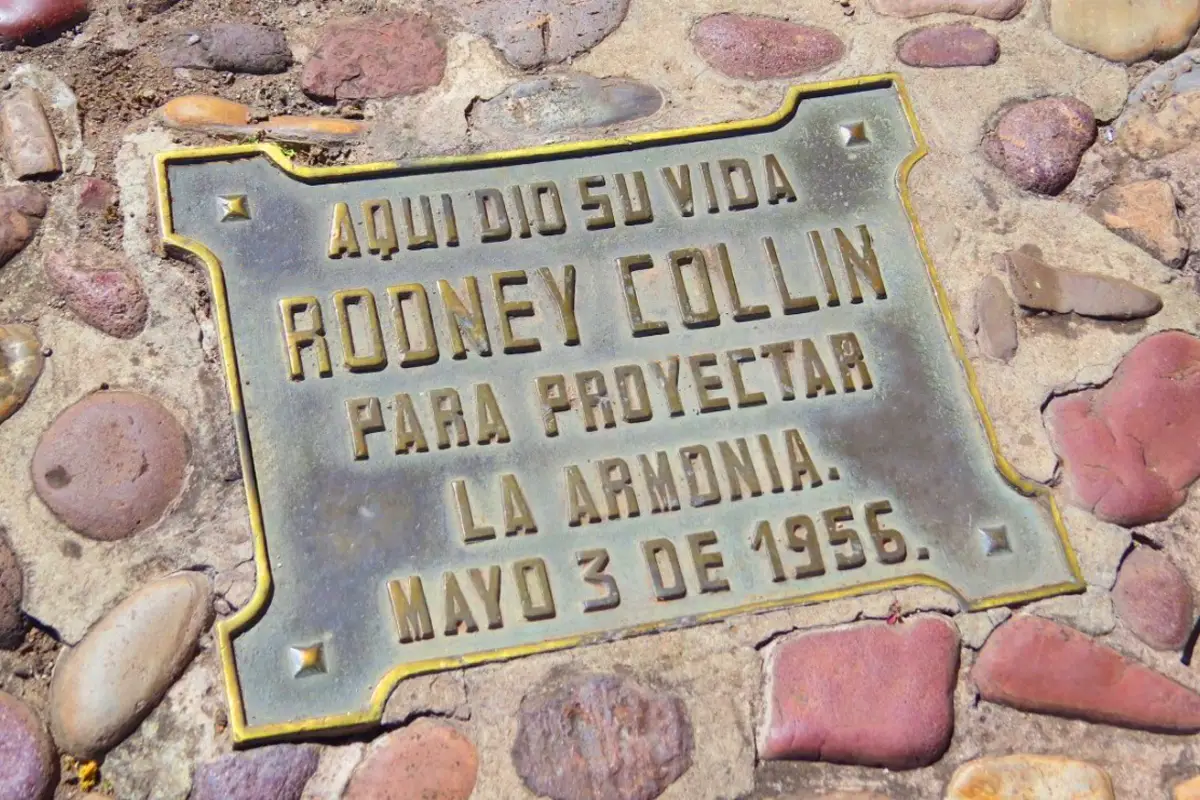 AQUI DIO SU VIDA
RODNEY COLLIN
PARA PROYECTAR
LA ARMONIA.
MAYO 3 DE 1956.